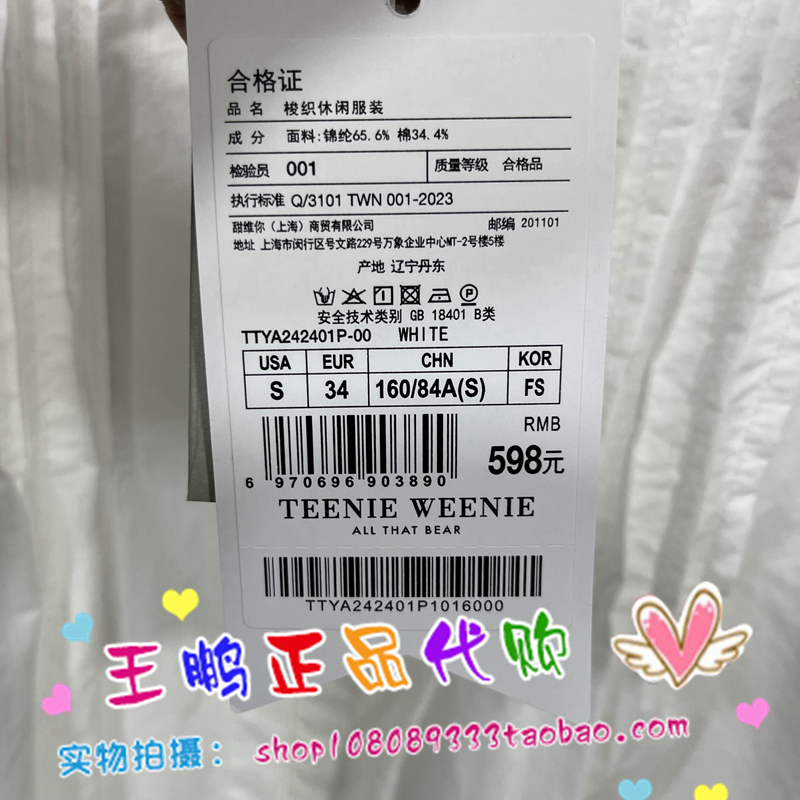 合格证
品名 梭织休闲服装
成分 面料:锦纶65.6% 棉34.4%
检验员 001 质量等级 合格品
执行标准 Q/3101 TWN 001-2023
甜维你（上海）商贸有限公司 邮编 201101
地址 上海市闵行区号文路229号万象企业中心MT-2号楼5楼
产地 辽宁丹东
安全技术类别 GB 18401 B类
TTYA242401P-00 WHITE
USA EUR CHN KOR
S 34 160/84A(S) FS
RMB
598元
6 970696 903890
TEENIE WEENIE
ALL THAT BEAR
TTYA242401P1016000
王鹏正品代购
实物拍摄: shop108089333taobao.com